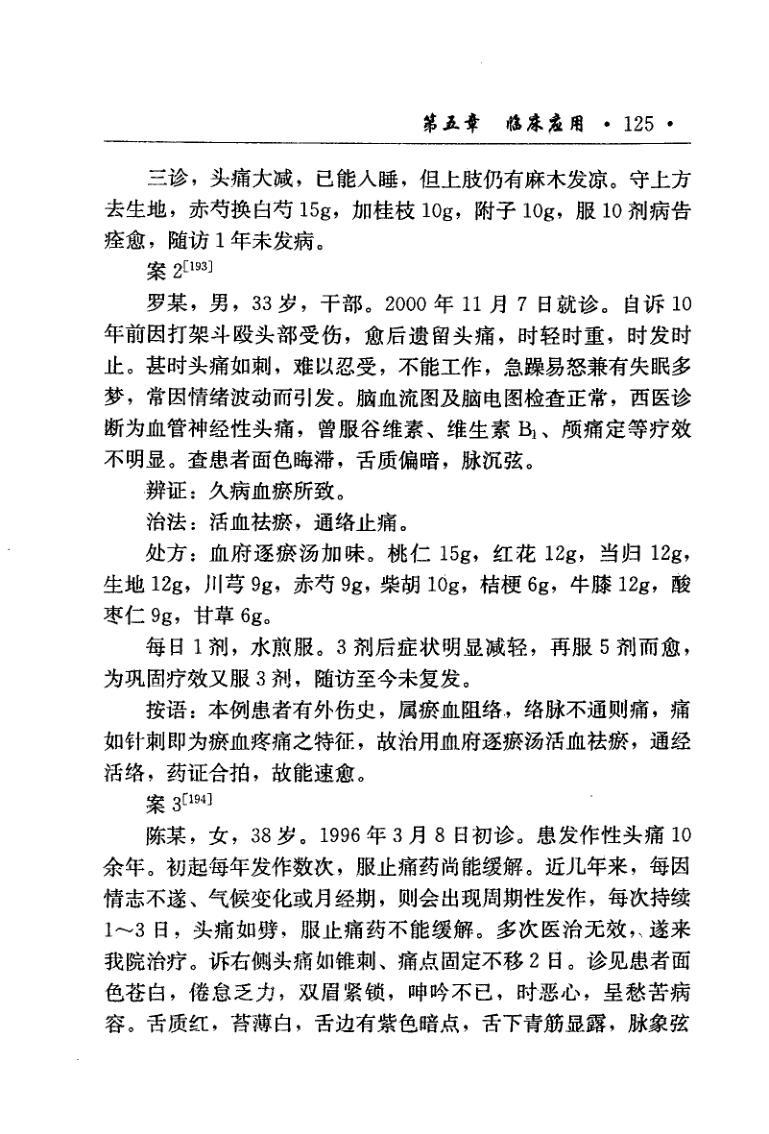 第五章 临床应用 · 125 ·
三诊，头痛大减，已能入睡，但上肢仍有麻木发凉。守上方
去生地，赤芍换白芍 15g，加桂枝 10g，附子 10g，服 10 剂病告
痊愈，随访 1 年未发病。
案 2[193]
罗某，男，33 岁，干部。2000 年 11 月 7 日就诊。自诉 10
年前因打架斗殴头部受伤，愈后遗留头痛，时轻时重，时发时
止。甚时头痛如刺，难以忍受，不能工作，急躁易怒兼有失眠多
梦，常因情绪波动而引发。脑血流图及脑电图检查正常，西医诊
断为血管神经性头痛，曾服谷维素、维生素 B₁、颅痛定等疗效
不明显。查患者面色晦滞，舌质偏暗，脉沉弦。
辨证：久病血瘀所致。
治法：活血祛瘀，通络止痛。
处方：血府逐瘀汤加味。桃仁 15g，红花 12g，当归 12g，
生地 12g，川芎 9g，赤芍 9g，柴胡 10g，桔梗 6g，牛膝 12g，酸
枣仁 9g，甘草 6g。
每日 1 剂，水煎服。3 剂后症状明显减轻，再服 5 剂而愈，
为巩固疗效又服 3 剂，随访至今未复发。
按语：本例患者有外伤史，属瘀血阻络，络脉不通则痛，痛
如针刺即为瘀血疼痛之特征，故治用血府逐瘀汤活血祛瘀，通经
活络，药证合拍，故能速愈。
案 3[194]
陈某，女，38 岁。1996 年 3 月 8 日初诊。患发作性头痛 10
余年。初起每年发作数次，服止痛药尚能缓解。近几年来，每因
情志不遂、气候变化或月经期，则会出现周期性发作，每次持续
1～3 日，头痛如劈，服止痛药不能缓解。多次医治无效，遂来
我院治疗。诉右侧头痛如锥刺、痛点固定不移 2 日。诊见患者面
色苍白，倦怠乏力，双眉紧锁，呻吟不已，时恶心，呈愁苦病
容。舌质红，苔薄白，舌边有紫色暗点，舌下青筋显露，脉象弦